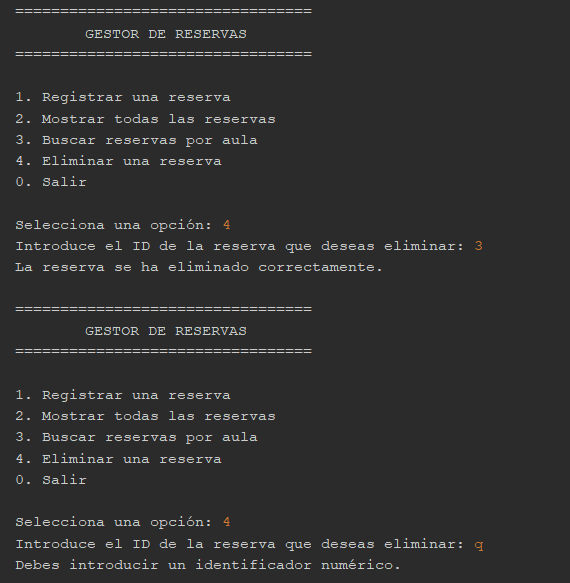 =================================
GESTOR DE RESERVAS
=================================
1. Registrar una reserva
2. Mostrar todas las reservas
3. Buscar reservas por aula
4. Eliminar una reserva
0. Salir
Selecciona una opción: 4
Introduce el ID de la reserva que deseas eliminar: 3
La reserva se ha eliminado correctamente.
=================================
GESTOR DE RESERVAS
=================================
1. Registrar una reserva
2. Mostrar todas las reservas
3. Buscar reservas por aula
4. Eliminar una reserva
0. Salir
Selecciona una opción: 4
Introduce el ID de la reserva que deseas eliminar: q
Debes introducir un identificador numérico.